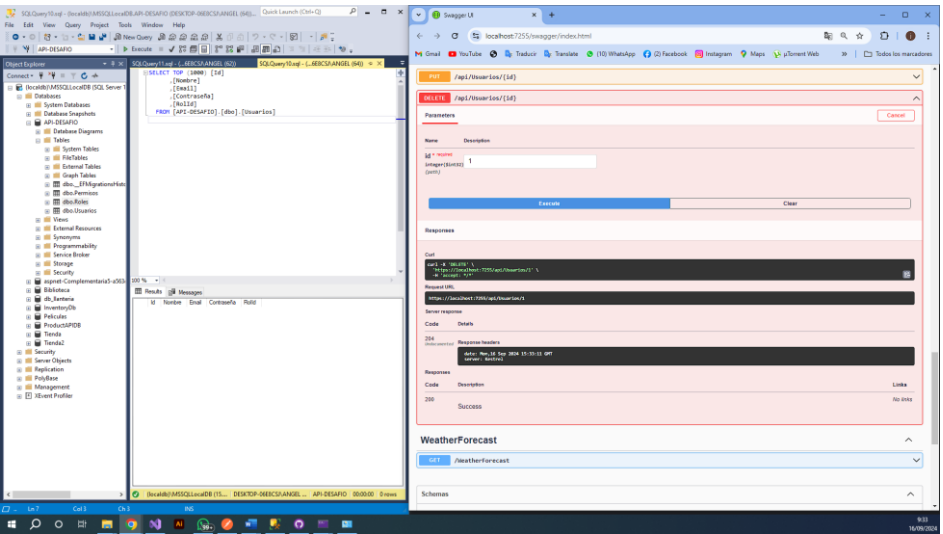 SQLQuery10.sql - (localdb)\MSSQLLocalDB.API-DESAFIO (DESKTOP-06E8CSI\ANGEL (64))...
Quick Launch (Ctrl+Q)
File Edit View Query Project Tools Window Help
New Query
API-DESAFIO
Execute
Object Explorer
Connect
(localdb)\MSSQLLocalDB (SQL Server 1
Databases
System Databases
Database Snapshots
API-DESAFIO
Database Diagrams
Tables
System Tables
FileTables
External Tables
Graph Tables
dbo.__EFMigrationsHisto
dbo.Permisos
dbo.Roles
dbo.Usuarios
Views
External Resources
Synonyms
Programmability
Service Broker
Storage
Security
aspnet-Complementaria3-a583
Biblioteca
db_llanteria
InventoryDb
Peliculas
ProductAPIDB
Tienda
Tienda2
Security
Server Objects
Replication
PolyBase
Management
XEvent Profiler
SQLQuery11.sql - (...6E8CSI\ANGEL (62))
SQLQuery10.sql - (...6E8CSI\ANGEL (64))
SELECT TOP (1000) [Id]
,[Nombre]
,[Email]
,[Contraseña]
,[RolId]
FROM [API-DESAFIO].[dbo].[Usuarios]
100 %
Results Messages
Id Nombre Email Contraseña RolId
(localdb)\MSSQLLocalDB (15.... DESKTOP-06E8CSI\ANGEL ... API-DESAFIO 00:00:00 0 rows
Ln 7 Col 3 Ch 3 INS
Swagger UI
localhost:7255/swagger/index.html
Gmail YouTube Maps Traducir Translate (10) WhatsApp (2) Facebook Instagram Maps µTorrent Web Todos los marcadores
PUT /api/Usuarios/{id}
DELETE /api/Usuarios/{id}
Parameters
Cancel
Name Description
id * required
integer($int32)
(path)
1
Execute Clear
Responses
Curl
curl -X 'DELETE' \
'https://localhost:7255/api/Usuarios/1' \
-H 'accept: */*'
Request URL
https://localhost:7255/api/Usuarios/1
Server response
Code Details
204
Undocumented
Response headers
date: Mon,16 Sep 2024 15:33:12 GMT
server: Kestrel
Responses
Code Description Links
200
Success
No links
WeatherForecast
GET /WeatherForecast
Schemas
9:33
16/09/2024